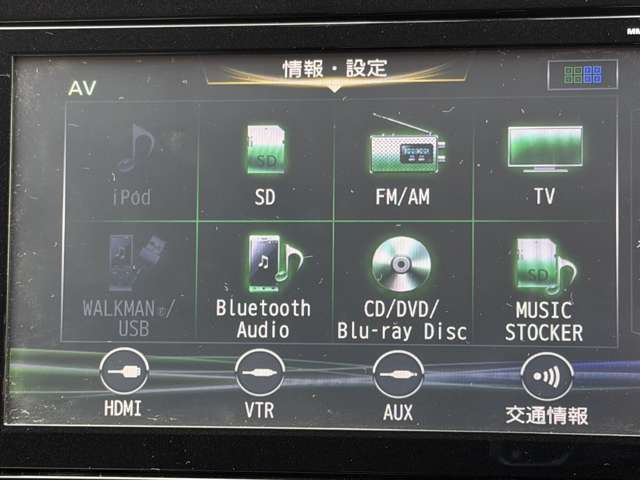 情報・設定
AV
iPod
SD
FM/AM
TV
WALKMAN®/
USB
Bluetooth
Audio
CD/DVD/
Blu-ray Disc
MUSIC
STOCKER
HDMI
VTR
AUX
交通情報